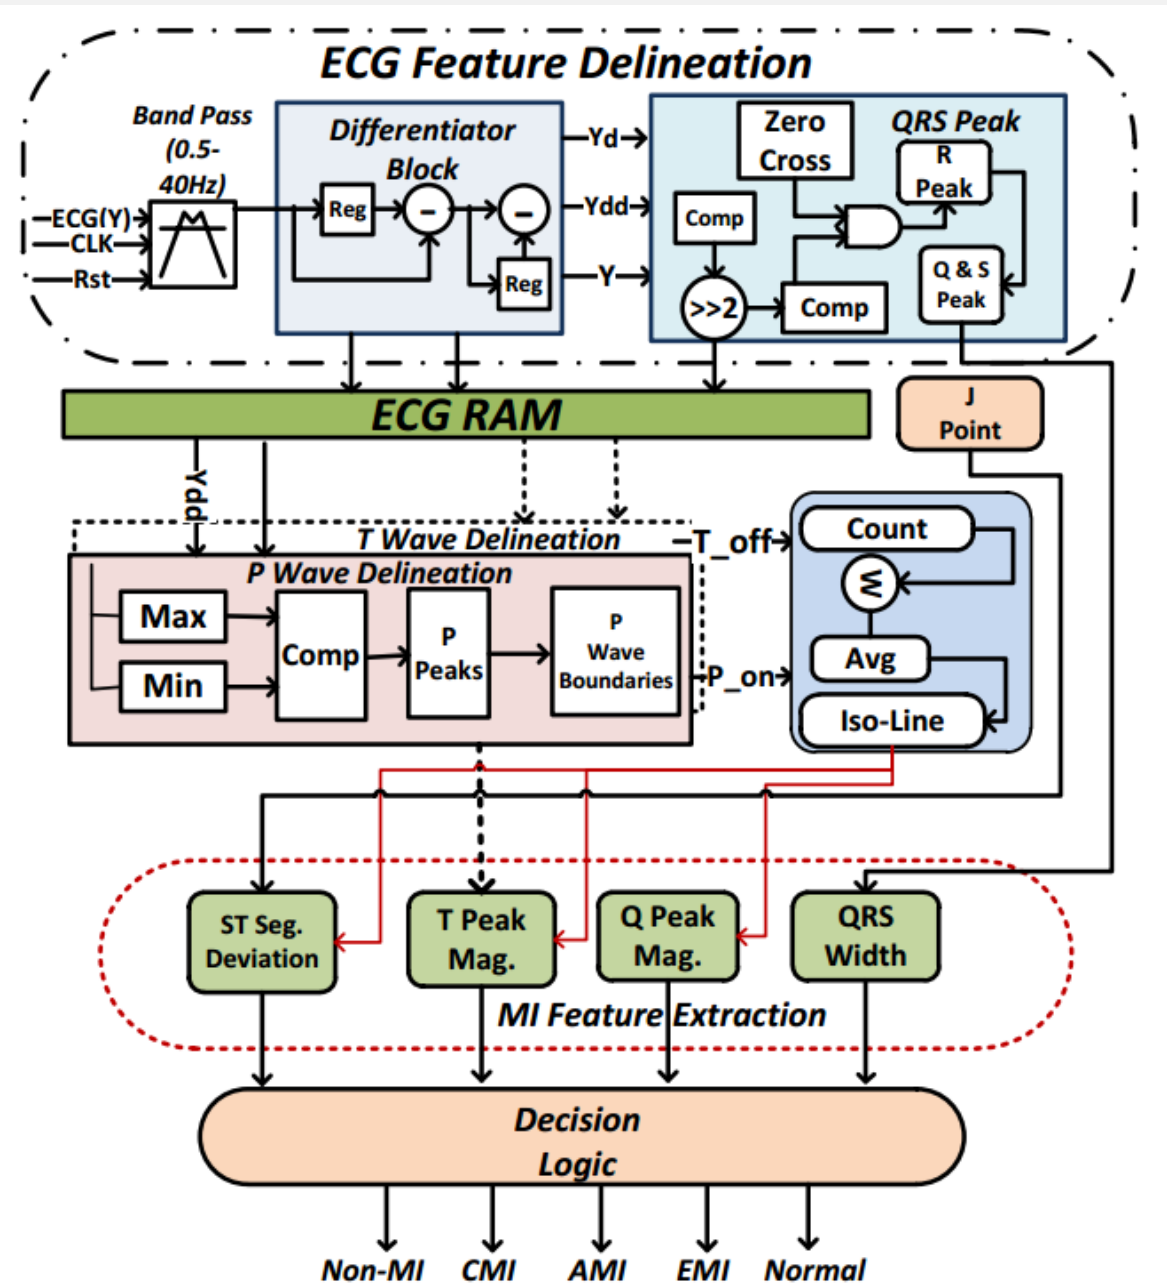 ECG Feature Delineation
Band Pass
(0.5-
40Hz)
ECG(Y)
CLK
Rst
Differentiator
Block
Reg
-
-
Reg
Yd
Ydd
Y
Zero
Cross
QRS Peak
R
Peak
Comp
>>2
Comp
Q & S
Peak
ECG RAM
J
Point
Ydd
T Wave Delineation
P Wave Delineation
Max
Min
Comp
P
Peaks
P
Wave
Boundaries
T_off
P_on
Count
W
Avg
Iso-Line
ST Seg.
Deviation
T Peak
Mag.
Q Peak
Mag.
QRS
Width
MI Feature Extraction
Decision
Logic
Non-MI
CMI
AMI
EMI
Normal